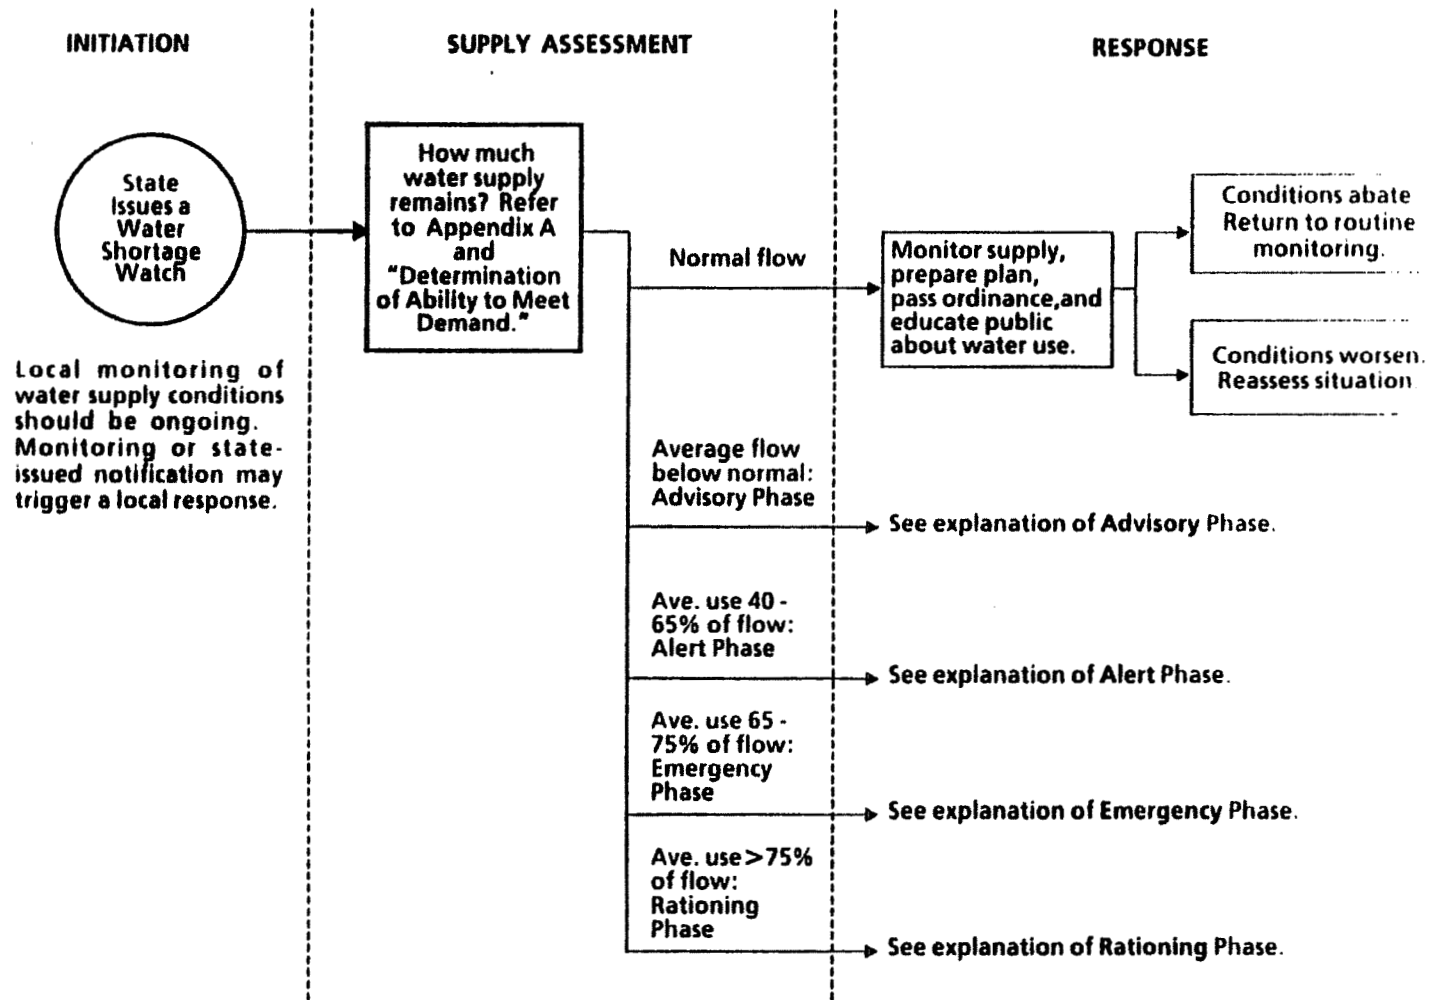 INITIATION
SUPPLY ASSESSMENT
RESPONSE
State
Issues a
Water
Shortage
Watch
Local monitoring of
water supply conditions
should be ongoing.
Monitoring or state-
issued notification may
trigger a local response.
How much
water supply
remains? Refer
to Appendix A
and
"Determination
of Ability to Meet
Demand."
Normal flow
Monitor supply,
prepare plan,
pass ordinance,and
educate public
about water use.
Conditions abate
Return to routine
monitoring.
Conditions worsen.
Reassess situation
Average flow
below normal:
Advisory Phase
See explanation of Advisory Phase.
Ave. use 40 -
65% of flow:
Alert Phase
See explanation of Alert Phase.
Ave. use 65 -
75% of flow:
Emergency
Phase
See explanation of Emergency Phase.
Ave. use >75%
of flow:
Rationing
Phase
See explanation of Rationing Phase.